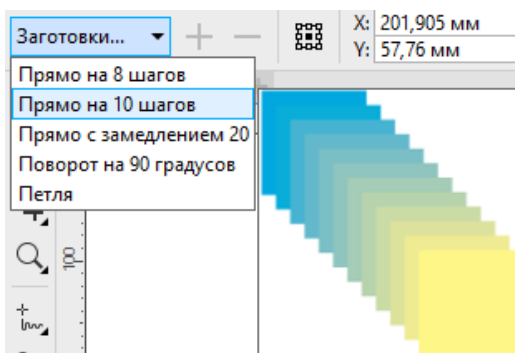 Заготовки...
X: 201,905 мм
Y: 57,76 мм
Прямо на 8 шагов
Прямо на 10 шагов
Прямо с замедлением 20
Поворот на 90 градусов
Петля
100